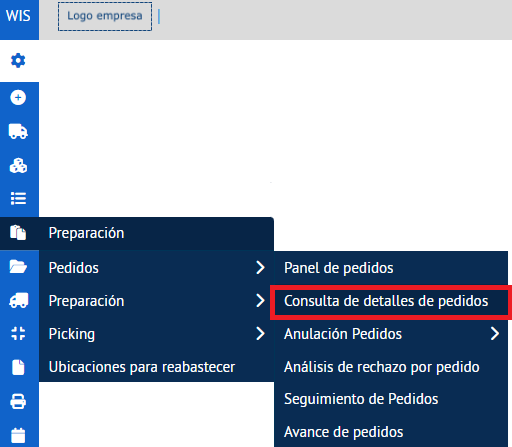 WIS
Logo empresa
Preparación
Pedidos
Preparación
Picking
Ubicaciones para reabastecer
Panel de pedidos
Consulta de detalles de pedidos
Anulación Pedidos
Análisis de rechazo por pedido
Seguimiento de Pedidos
Avance de pedidos